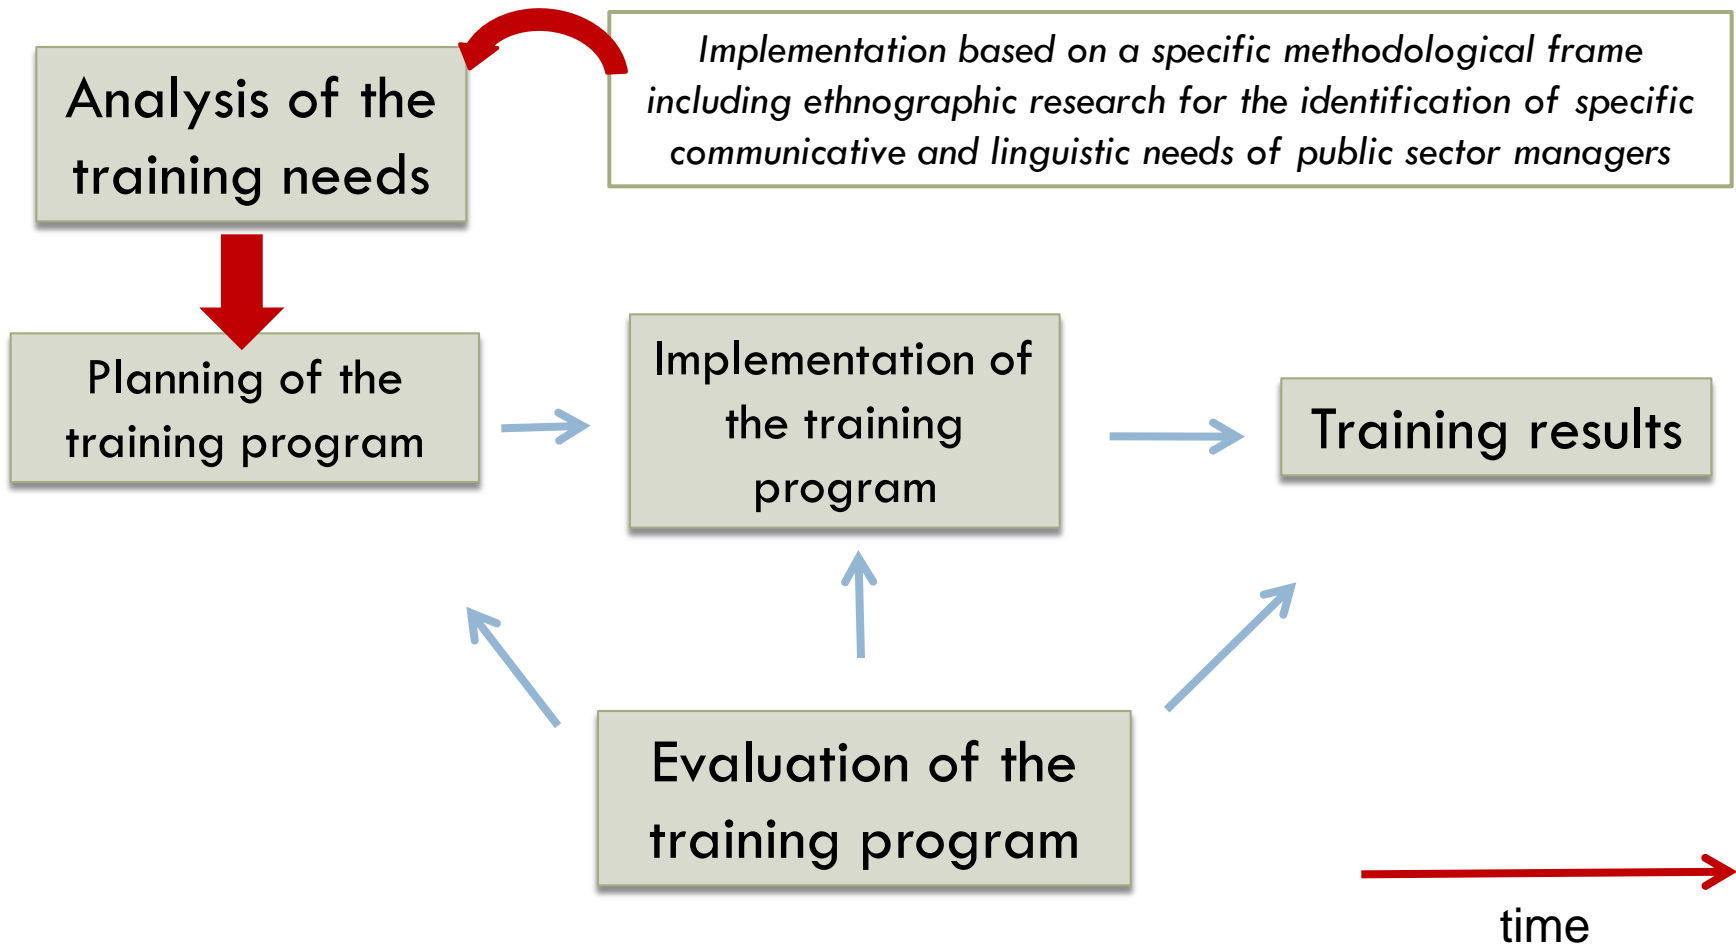 Analysis of the
training needs
Implementation based on a specific methodological frame
including ethnographic research for the identification of specific
communicative and linguistic needs of public sector managers
Planning of the
training program
Implementation of
the training
program
Training results
Evaluation of the
training program
time